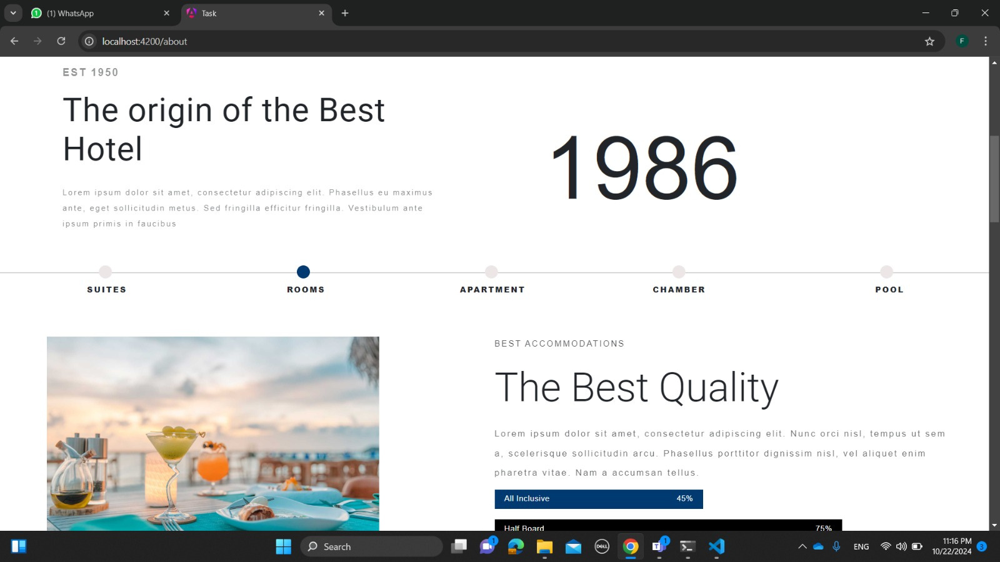 (1) WhatsApp
Task
localhost:4200/about
F
EST 1950
The origin of the Best
Hotel
Lorem ipsum dolor sit amet, consectetur adipiscing elit. Phasellus eu maximus
ante, eget sollicitudin metus. Sed fringilla efficitur fringilla. Vestibulum ante
ipsum primis in faucibus
1986
SUITES
ROOMS
APARTMENT
CHAMBER
POOL
BEST ACCOMMODATIONS
The Best Quality
Lorem ipsum dolor sit amet, consectetur adipiscing elit. Nunc orci nisl, tempus ut sem
a, scelerisque sollicitudin arcu. Phasellus porttitor dignissim nisl, vel aliquet enim
pharetra vitae. Nam a accumsan tellus.
All Inclusive 45%
Half Board 75%
Search
1
DELL
T 1
ENG
11:16 PM
10/22/2024
3